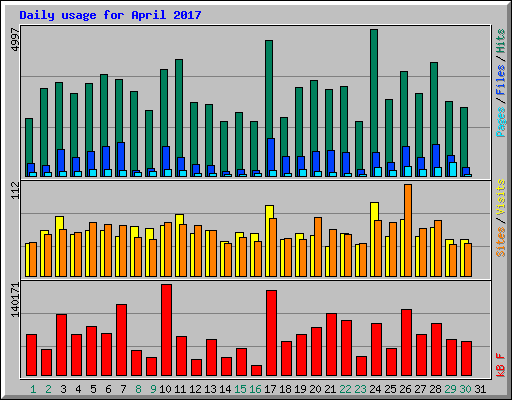 Daily usage for April 2017
4997
Pages/Files/Hits
112
Sites/Visits
140171
kB F
1 2 3 4 5 6 7 8 9 10 11 12 13 14 15 16 17 18 19 20 21 22 23 24 25 26 27 28 29 30 31